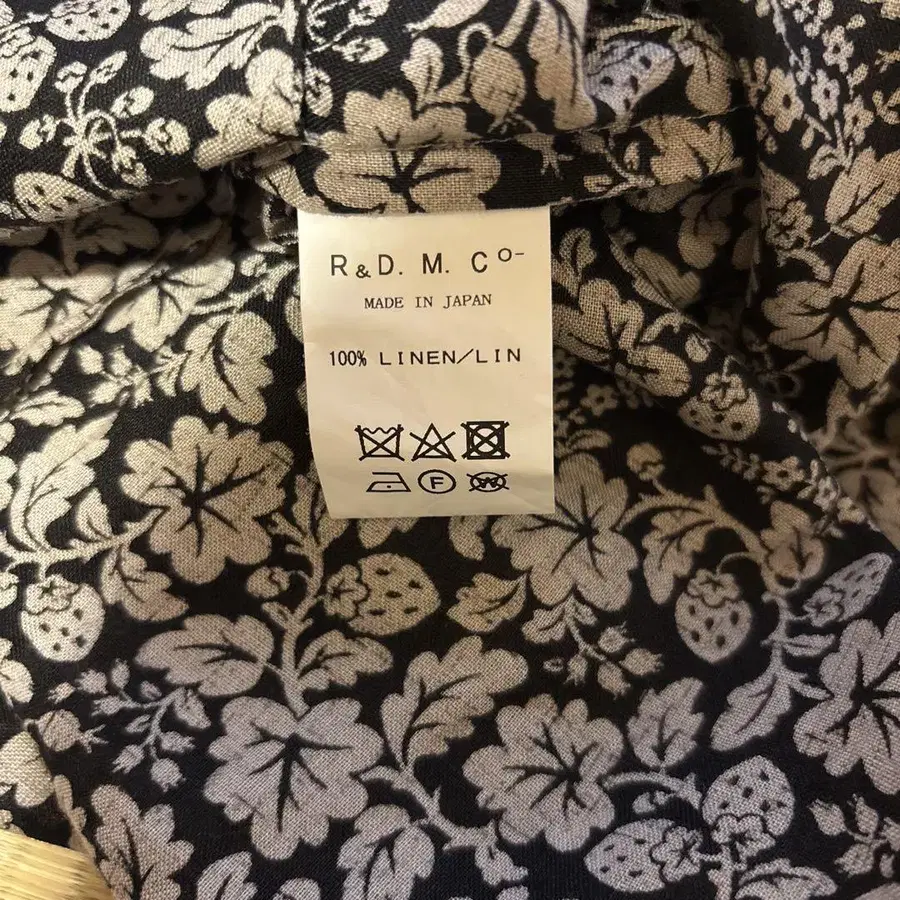 R & D. M. Co-
MADE IN JAPAN
100% LINEN/LIN
F W